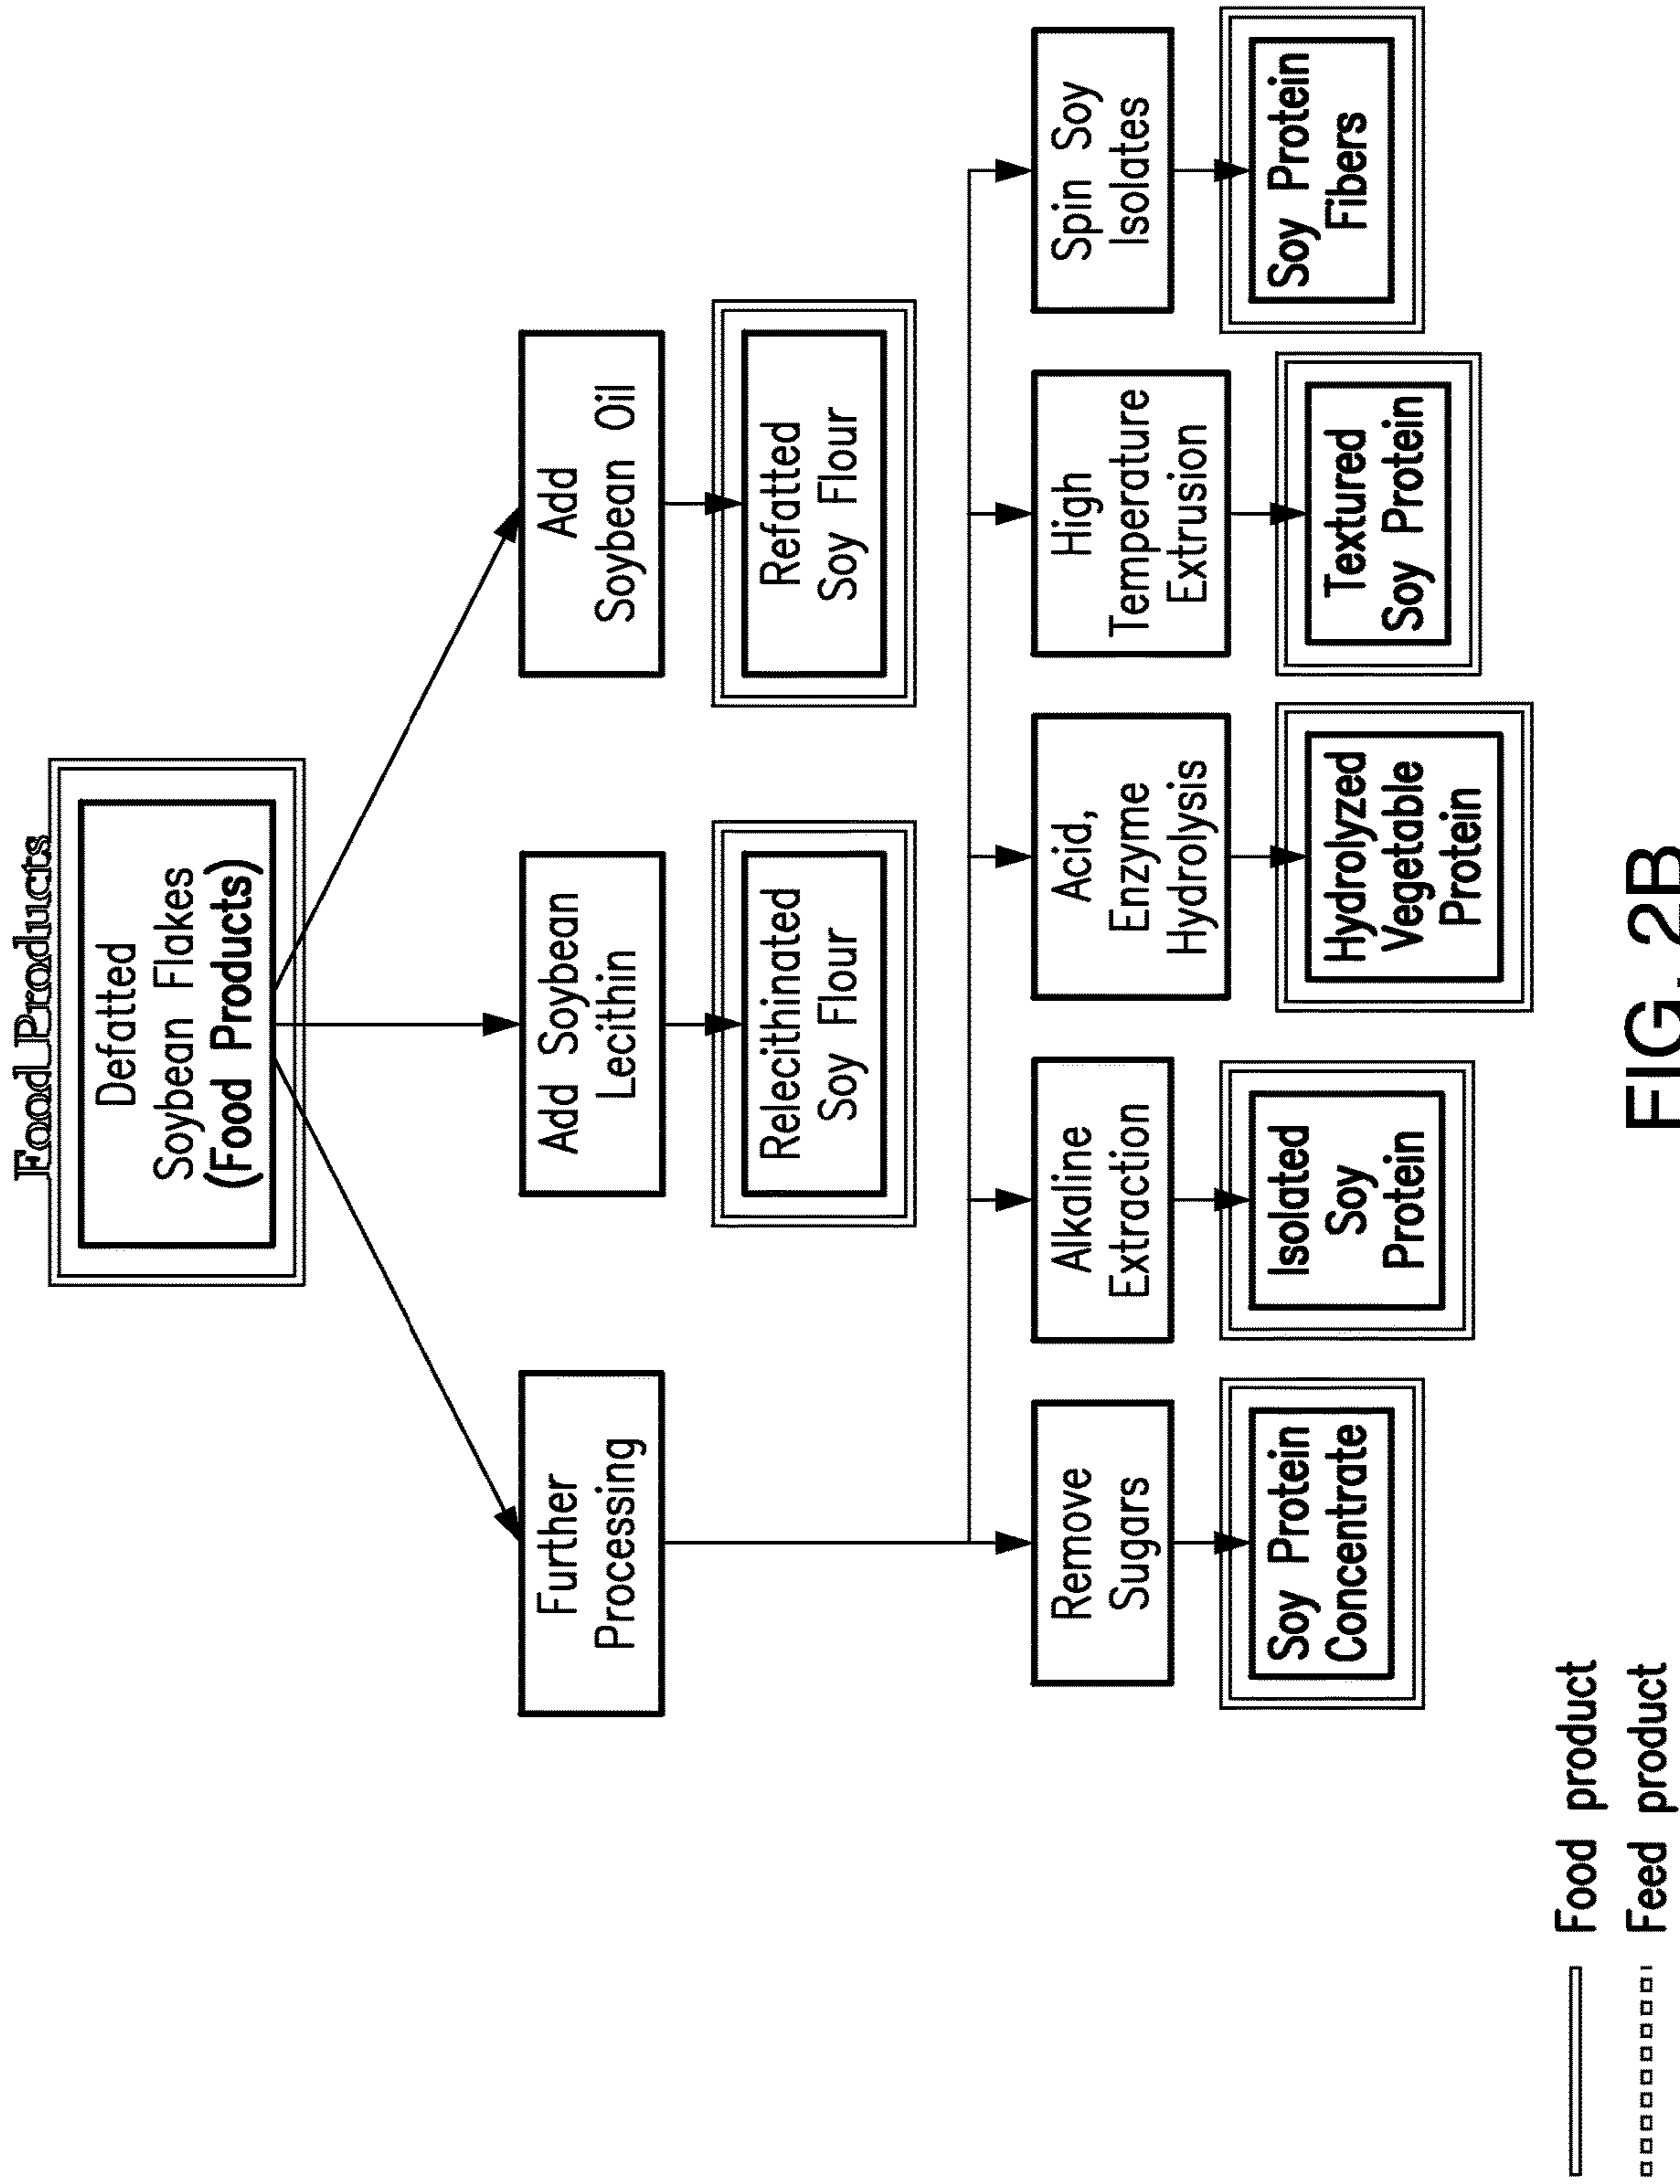 Food Products
Defatted
Soybean Flakes
(Food Products)
Further
Processing
Add Soybean
Lecithin
Add
Soybean Oil
Relecithinated
Soy Flour
Refatted
Soy Flour
Remove
Sugars
Alkaline
Extraction
Acid,
Enzyme
Hydrolysis
High
Temperature
Extrusion
Spin Soy
Isolates
Soy Protein
Concentrate
Isolated
Soy
Protein
Hydrolyzed
Vegetable
Protein
Textured
Soy Protein
Soy Protein
Fibers
Food product
Feed product
FIG. 2B